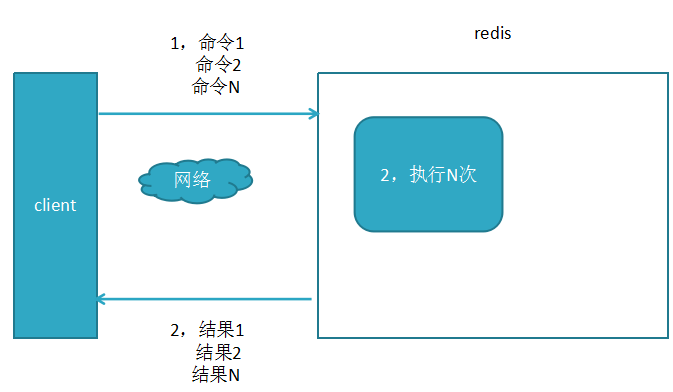 redis
1，命令1
命令2
命令N
网络
client
2，执行N次
2，结果1
结果2
结果N